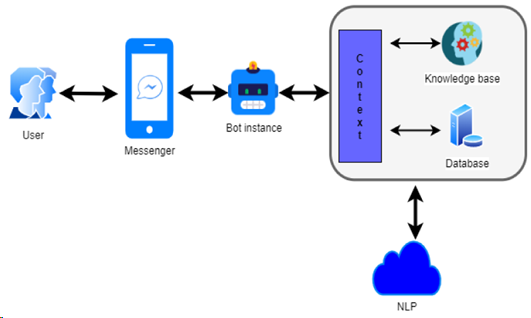 User
Messenger
Bot instance
Context
Knowledge base
Database
NLP